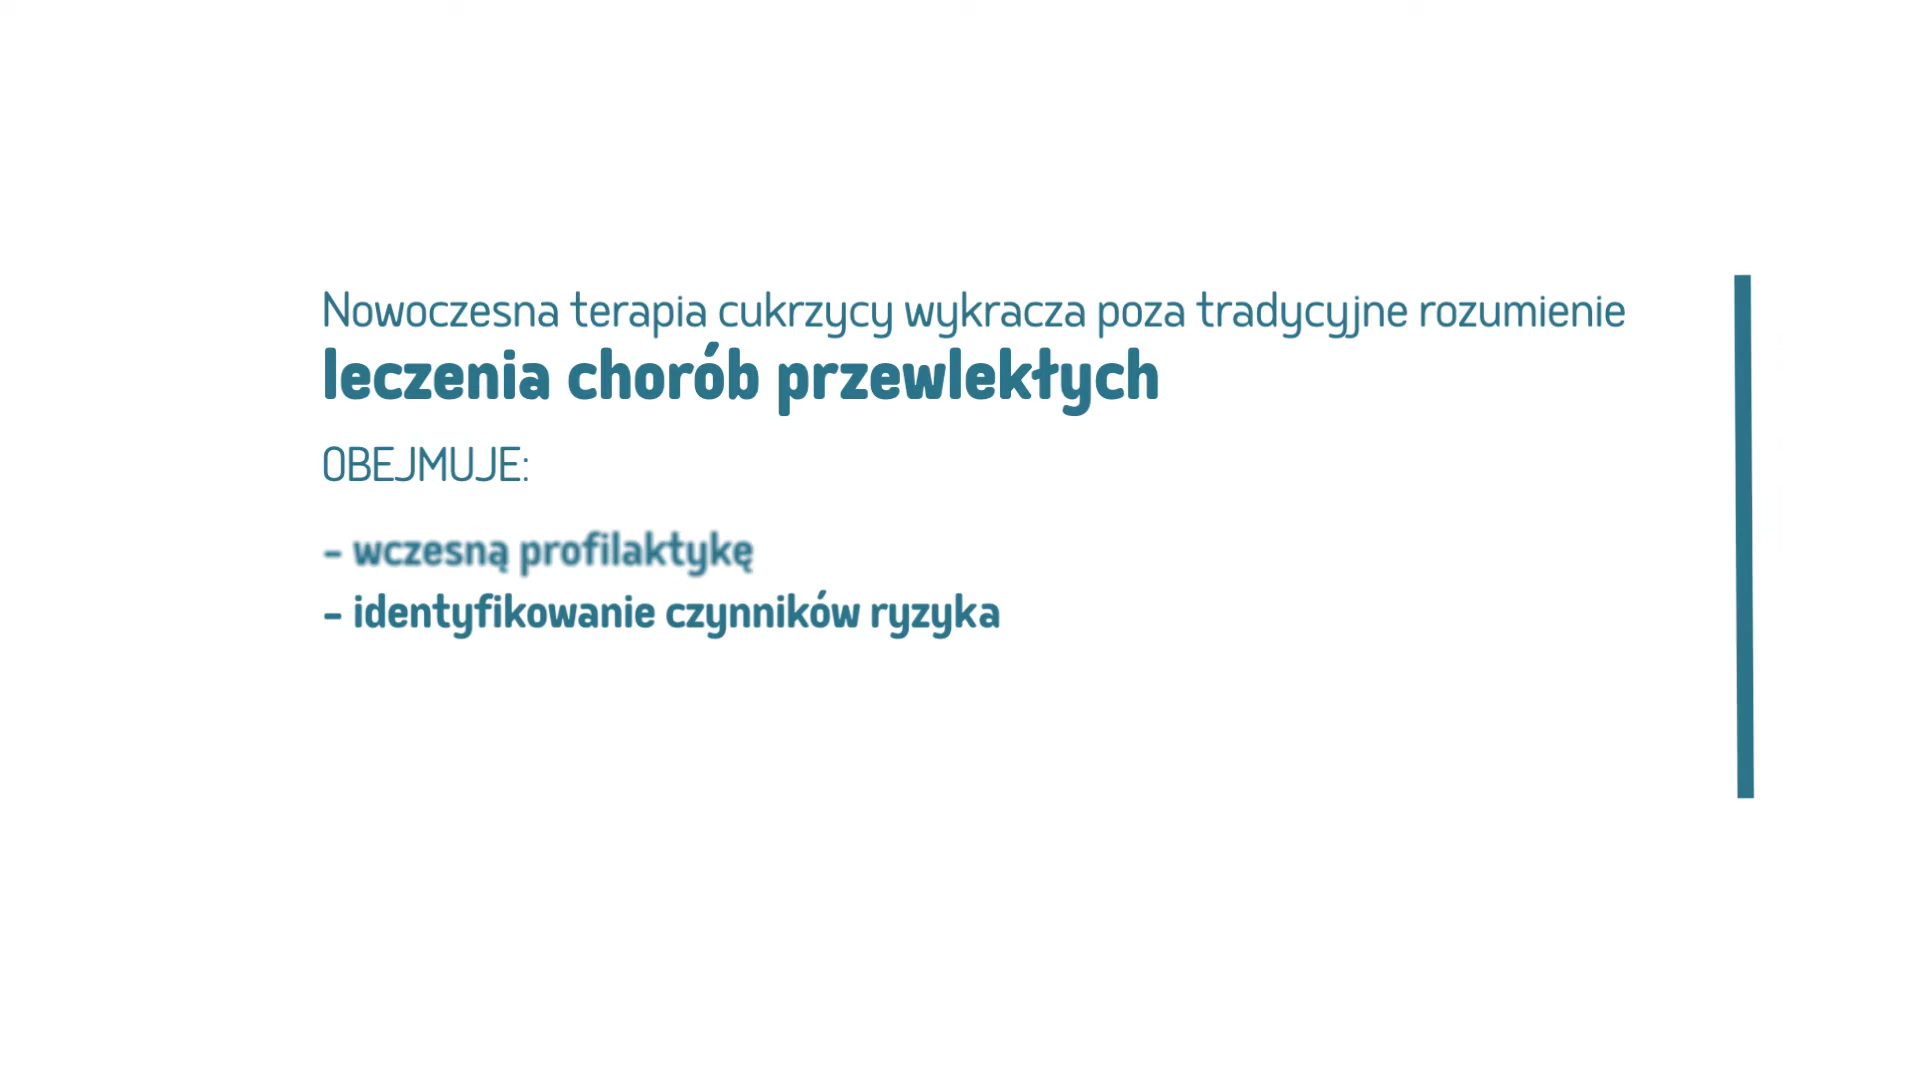 Nowoczesna terapia cukrzycy wykracza poza tradycyjne rozumienie
leczenia chorób przewlekłych
OBEJMUJE:
- wczesną profilaktykę
- identyfikowanie czynników ryzyka